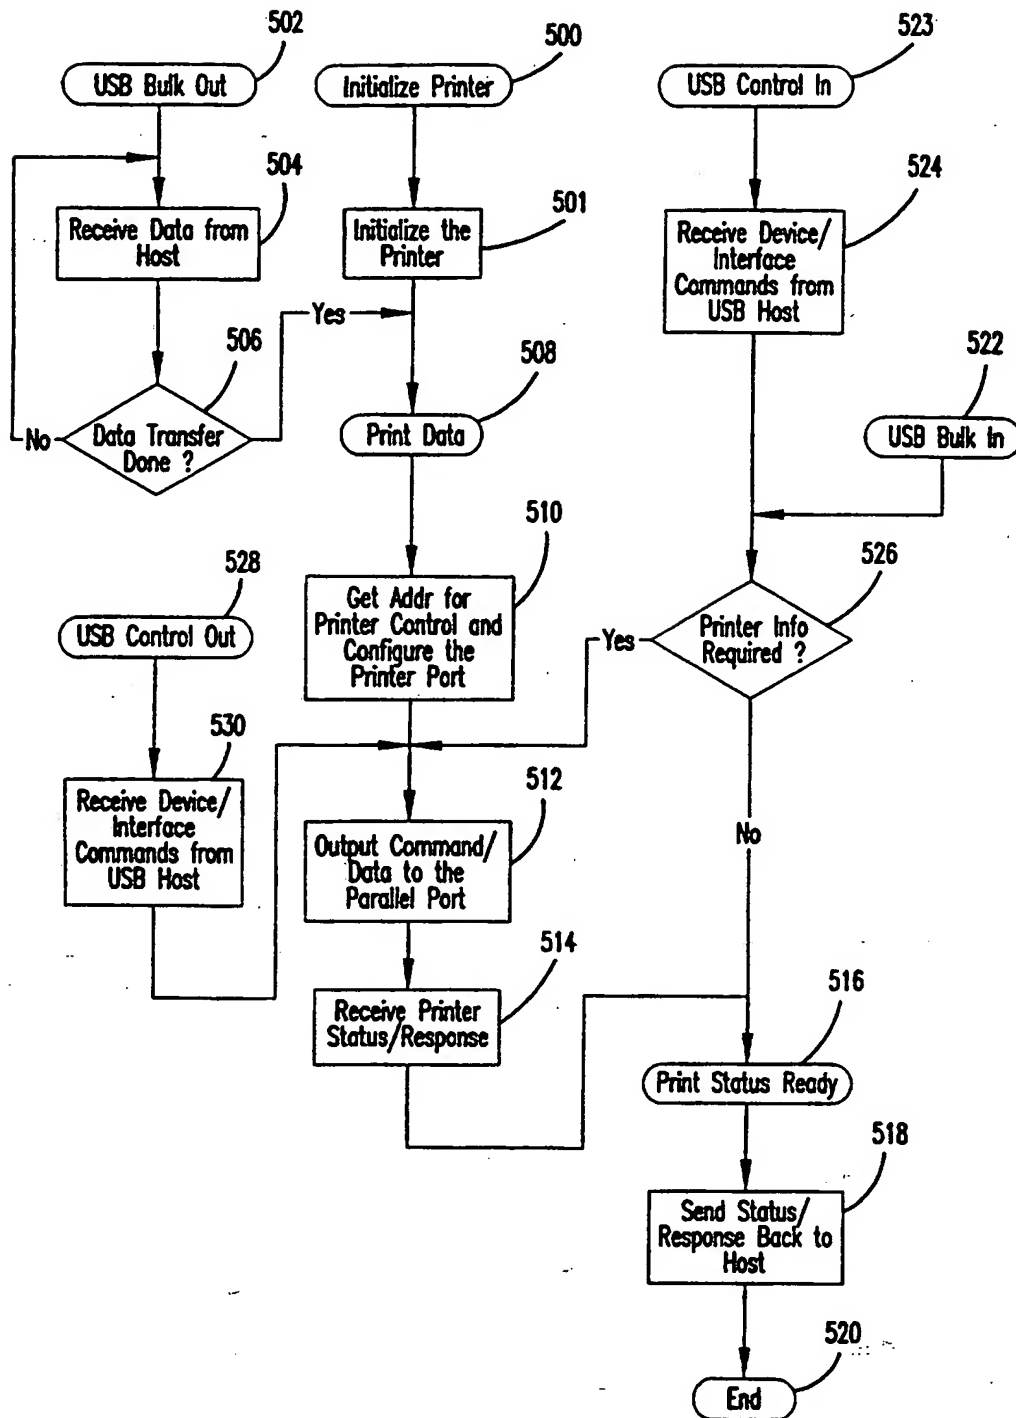 502
USB Bulk Out
500
Initialize Printer
523
USB Control In
504
Receive Data from
Host
501
Initialize the
Printer
524
Receive Device/
Interface
Commands from
USB Host
Yes
506
Data Transfer
Done ?
No
508
Print Data
522
USB Bulk In
510
Get Addr for
Printer Control and
Configure the
Printer Port
526
Printer Info
Required ?
Yes
No
528
USB Control Out
530
Receive Device/
Interface
Commands from
USB Host
512
Output Command/
Data to the
Parallel Port
514
Receive Printer
Status/Response
516
Print Status Ready
518
Send Status/
Response Back to
Host
520
End